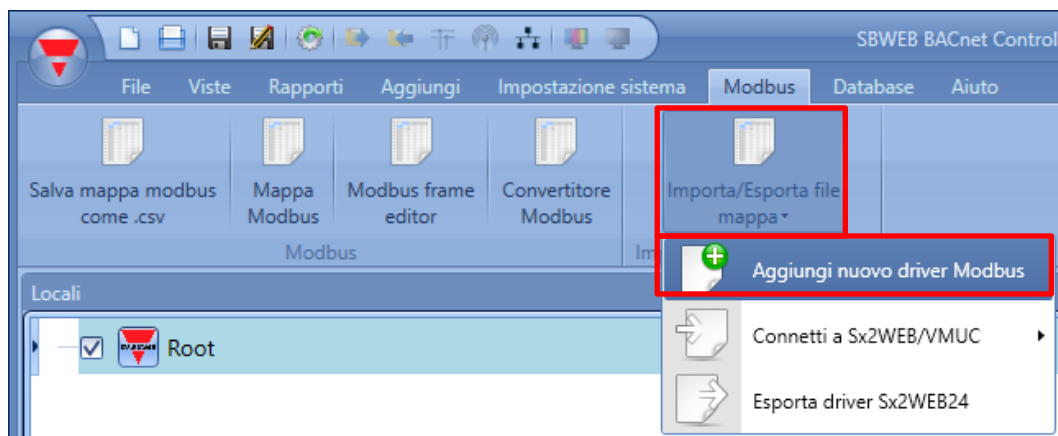 SBWEB BACnet Control
File Viste Rapporti Aggiungi Impostazione sistema Modbus Database Aiuto
Salva mappa modbus
come .csv
Mappa
Modbus
Modbus frame
editor
Convertitore
Modbus
Importa/Esporta file
mappa
Modbus
Im
Aggiungi nuovo driver Modbus
Connetti a Sx2WEB/VMUC
Esporta driver Sx2WEB24
Locali
Root